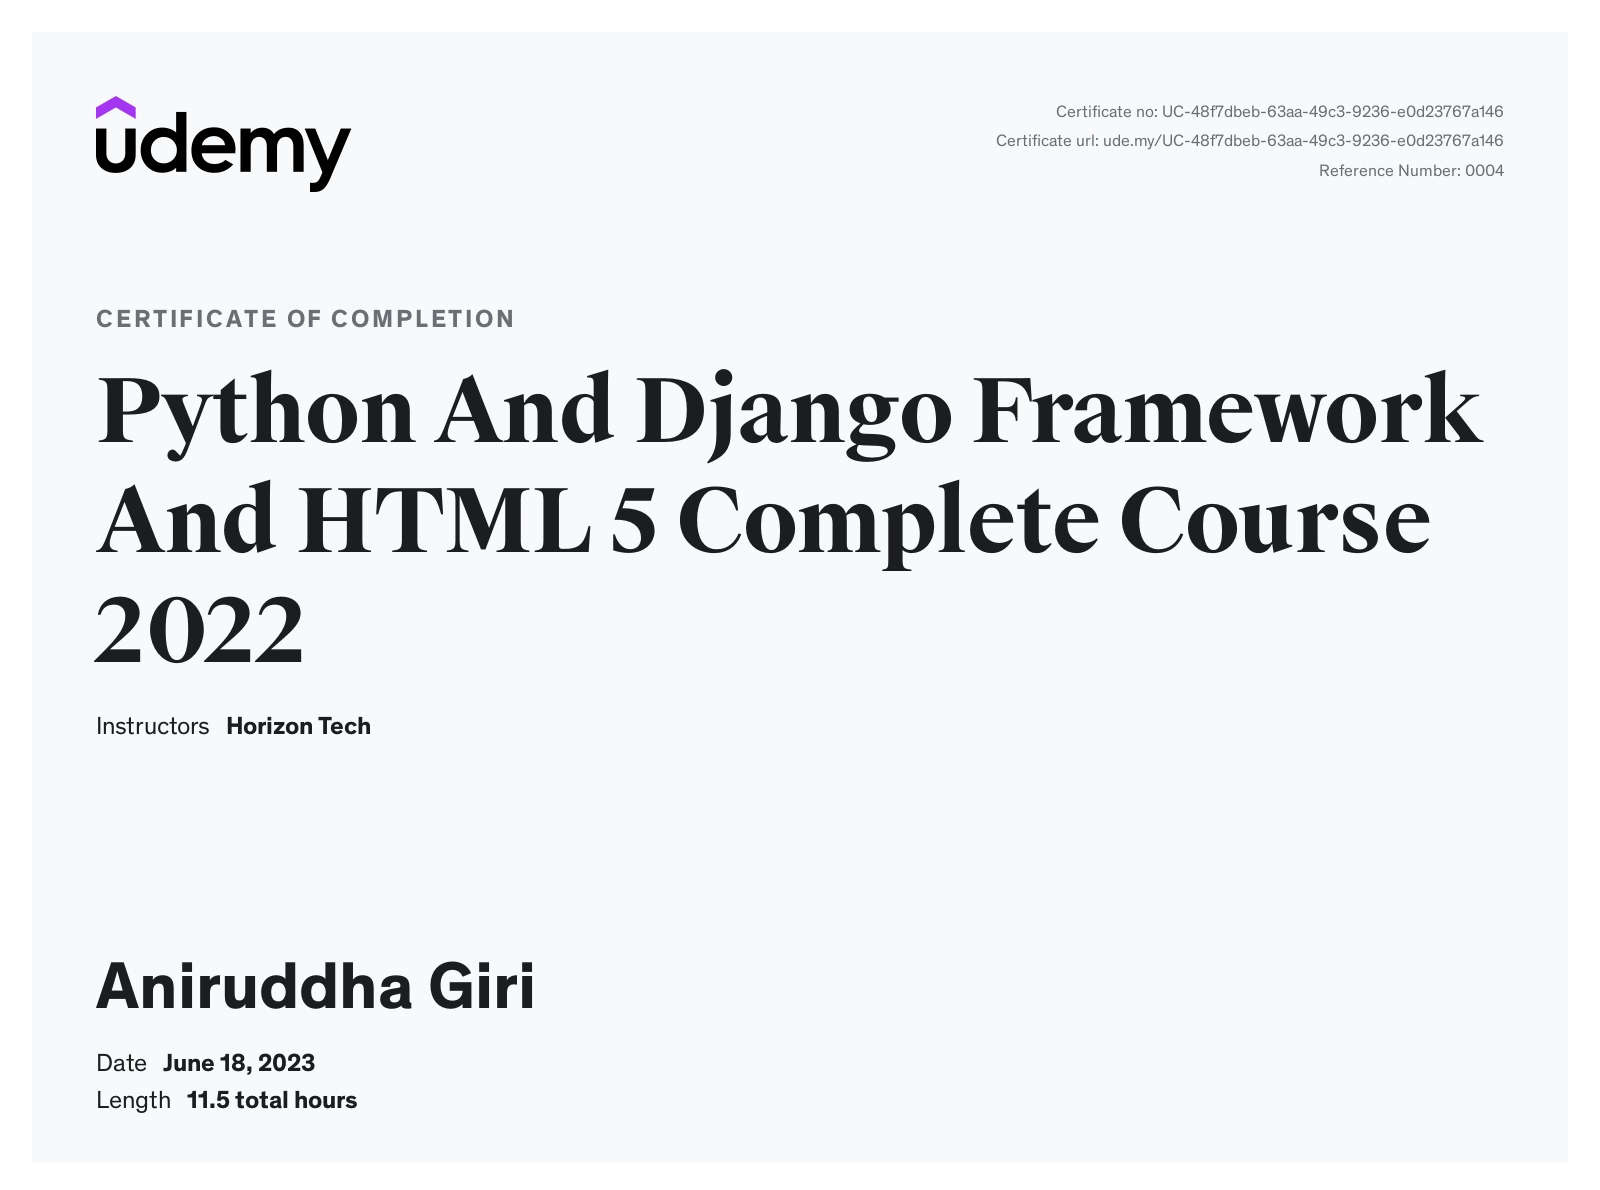 udemy
Certificate no: UC-48f7dbeb-63aa-49c3-9236-e0d23767a146
Certificate url: ude.my/UC-48f7dbeb-63aa-49c3-9236-e0d23767a146
Reference Number: 0004
CERTIFICATE OF COMPLETION
Python And Django Framework
And HTML 5 Complete Course
2022
Instructors Horizon Tech
Aniruddha Giri
Date June 18, 2023
Length 11.5 total hours